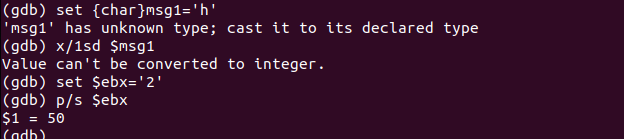 (gdb) set {char}msg1='h'
'msg1' has unknown type; cast it to its declared type
(gdb) x/1sd $msg1
Value can't be converted to integer.
(gdb) set $ebx='2'
(gdb) p/s $ebx
$1 = 50
(gdb)